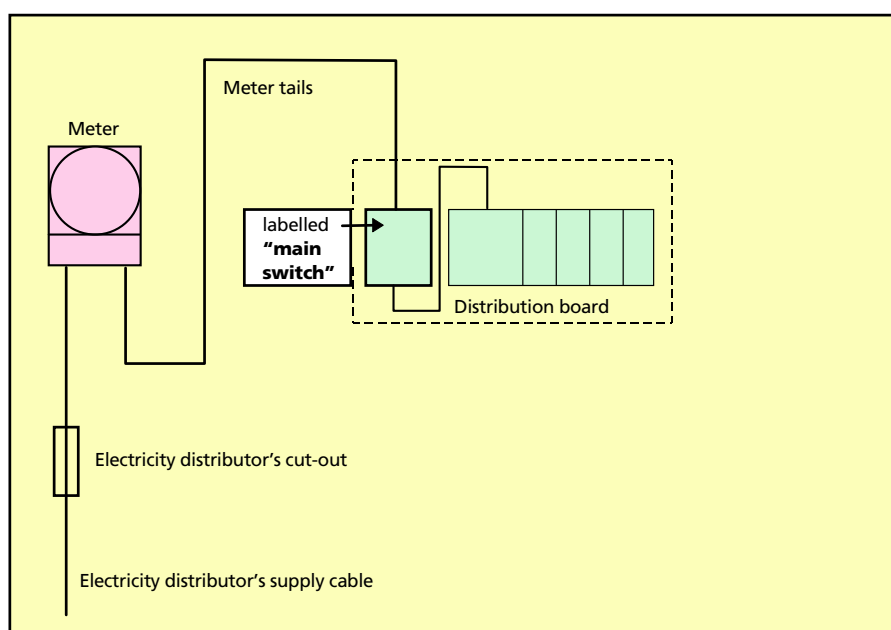 Meter tails
Meter
labelled
“main
switch”
Distribution board
Electricity distributor’s cut-out
Electricity distributor’s supply cable